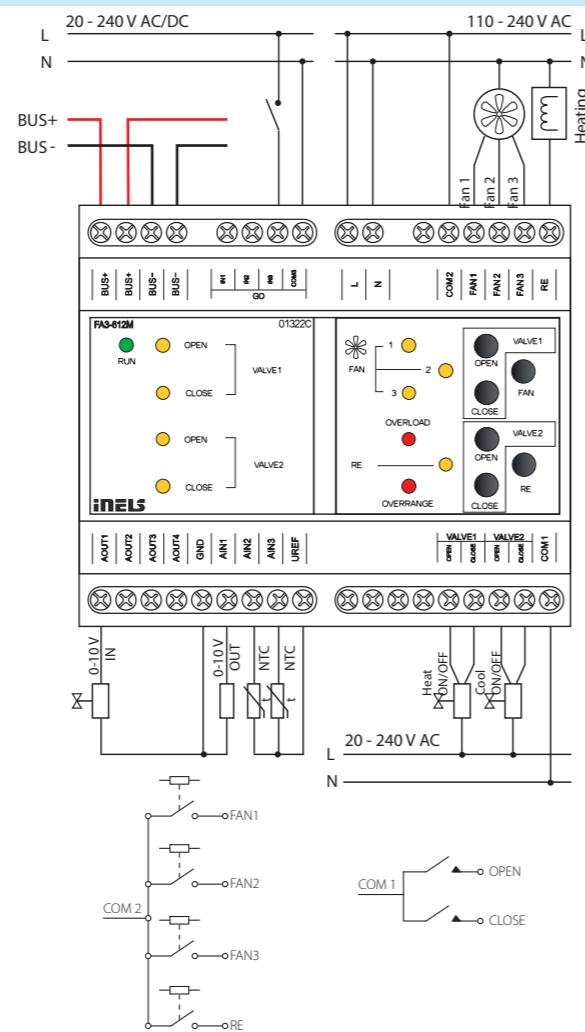 20 - 240 V AC/DC
110 - 240 V AC
L
L
N
N
BUS+
BUS -
Heating
Fan 1
Fan 2
Fan 3
BUS+
BUS+
BUS-
BUS-
IN1
IN2
IN3
COM3
GO
L
N
COM2
FAN1
FAN2
FAN3
RE
FA3-612M
01322C
RUN
OPEN
VALVE1
CLOSE
OPEN
VALVE2
CLOSE
iNELS
FAN
1
2
3
OVERLOAD
RE
OVERRANGE
OPEN
VALVE1
FAN
CLOSE
OPEN
VALVE2
RE
CLOSE
AOUT1
AOUT2
AOUT3
AOUT4
GND
AIN1
AIN2
AIN3
UREF
VALVE1
VALVE2
OPEN
CLOSE
OPEN
CLOSE
COM1
0-10 V
IN
0-10 V
OUT
NTC
NTC
t
t
Heat
ON/OFF
Cool
ON/OFF
20 - 240 V AC
L
N
FAN1
FAN2
COM 2
FAN3
RE
COM 1
OPEN
CLOSE